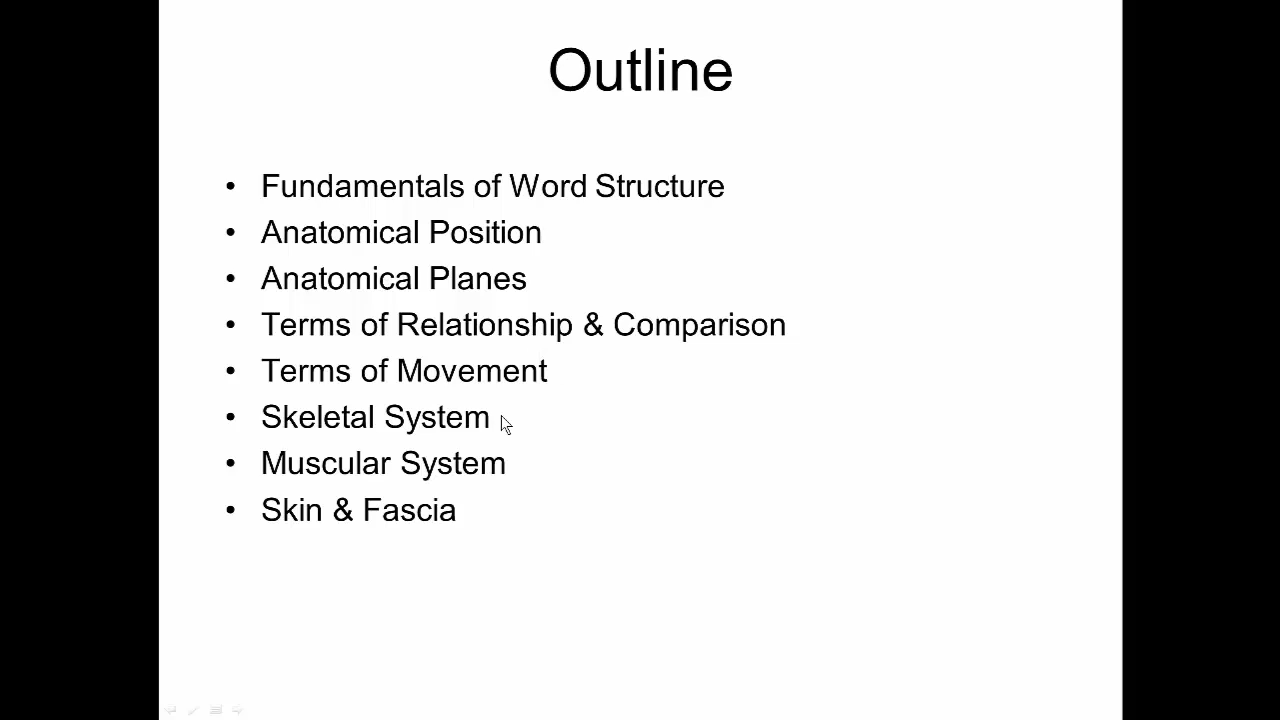 Outline
• Fundamentals of Word Structure
• Anatomical Position
• Anatomical Planes
• Terms of Relationship & Comparison
• Terms of Movement
• Skeletal System
• Muscular System
• Skin & Fascia